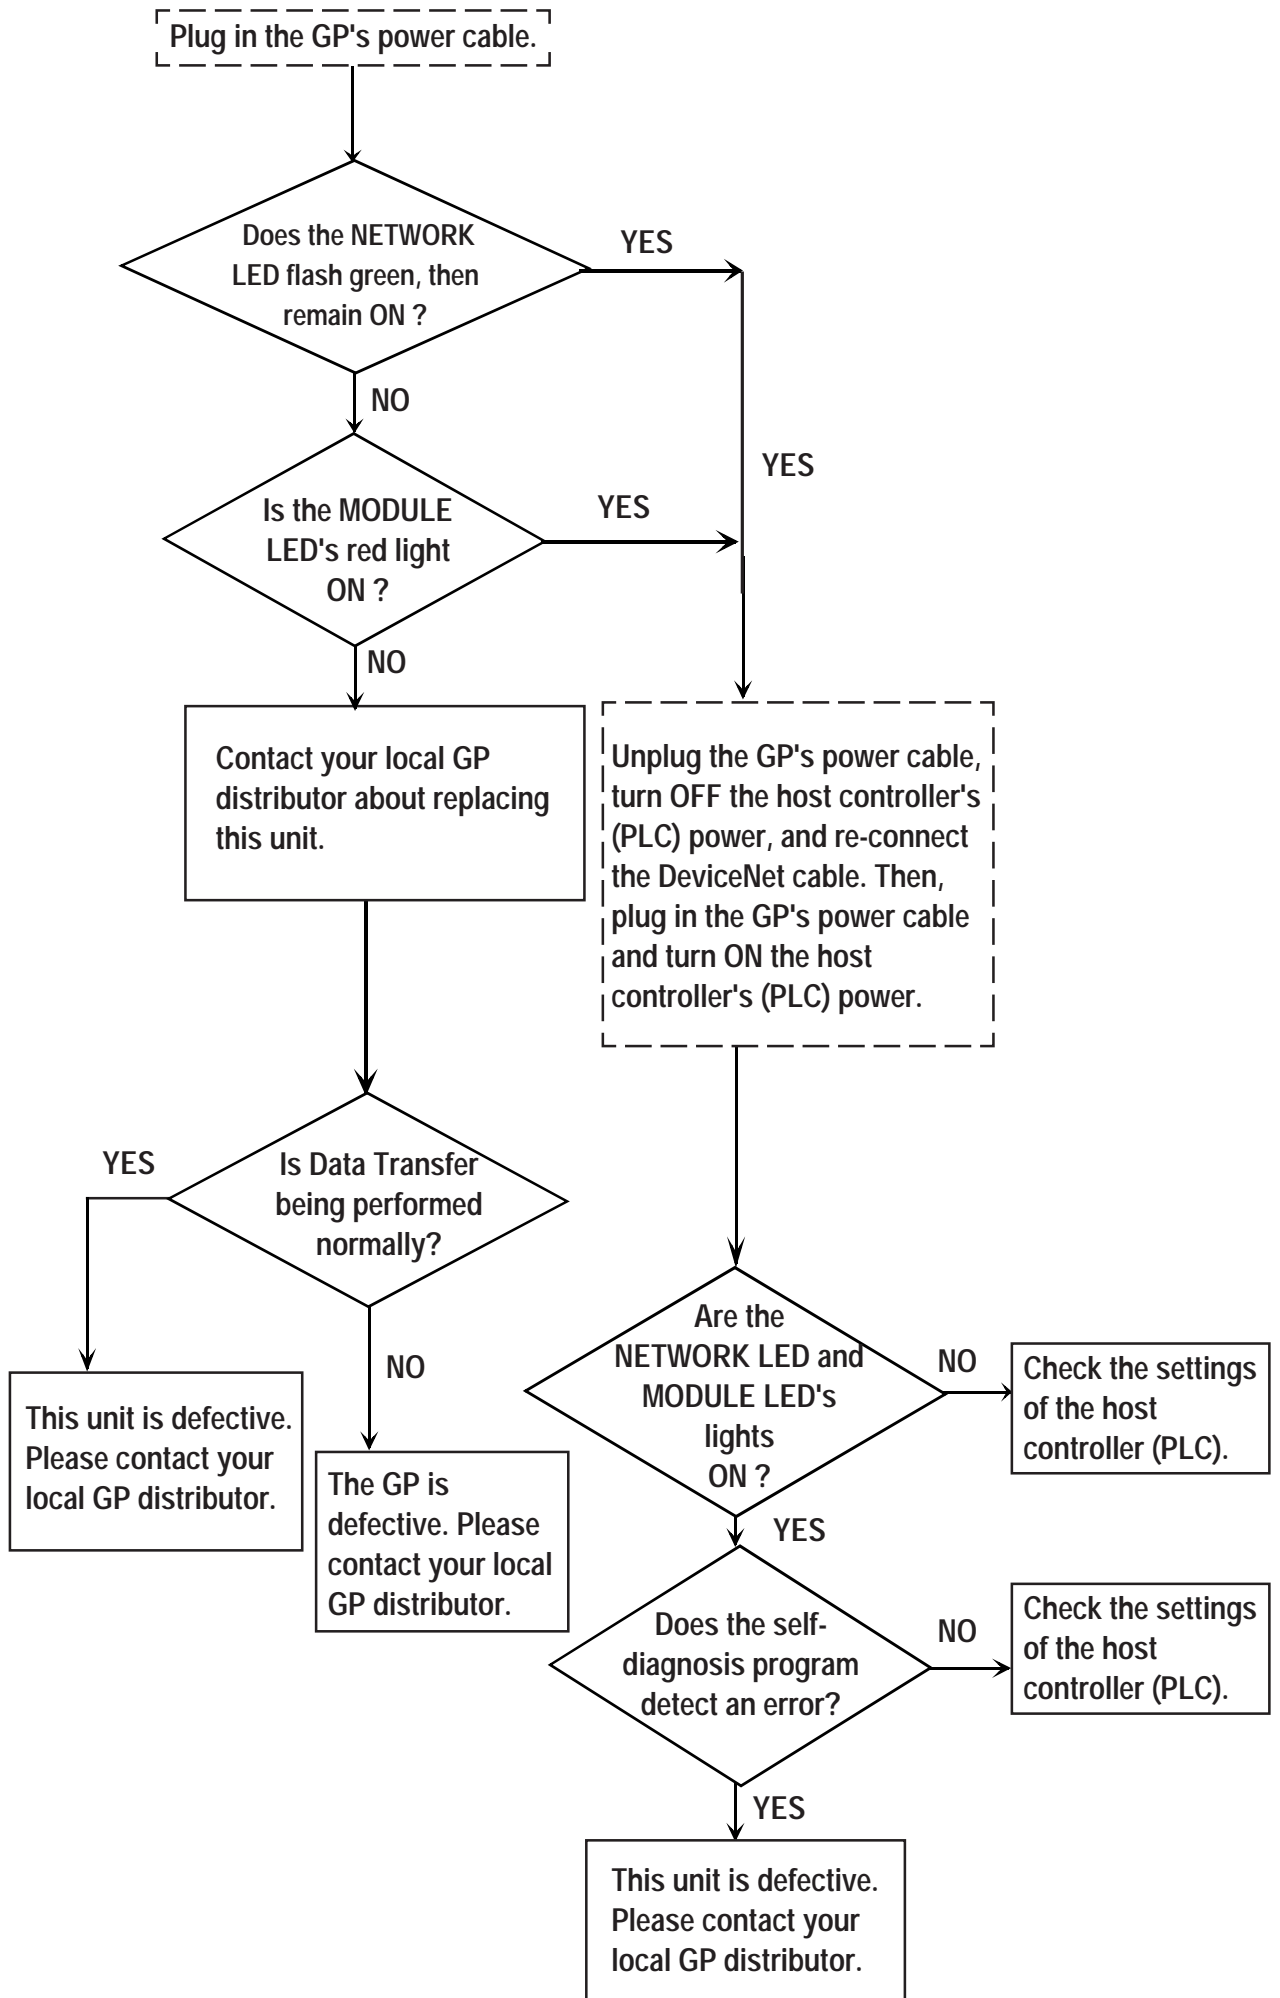 Plug in the GP's power cable.
Does the NETWORK
LED flash green, then
remain ON ?
YES
NO
YES
Is the MODULE
LED's red light
ON ?
YES
NO
Contact your local GP
distributor about replacing
this unit.
Unplug the GP's power cable,
turn OFF the host controller's
(PLC) power, and re-connect
the DeviceNet cable. Then,
plug in the GP's power cable
and turn ON the host
controller's (PLC) power.
YES
Is Data Transfer
being performed
normally?
NO
This unit is defective.
Please contact your
local GP distributor.
The GP is
defective. Please
contact your local
GP distributor.
Are the
NETWORK LED and
MODULE LED's
lights
ON ?
NO
Check the settings
of the host
controller (PLC).
YES
Does the self-
diagnosis program
detect an error?
NO
Check the settings
of the host
controller (PLC).
YES
This unit is defective.
Please contact your
local GP distributor.